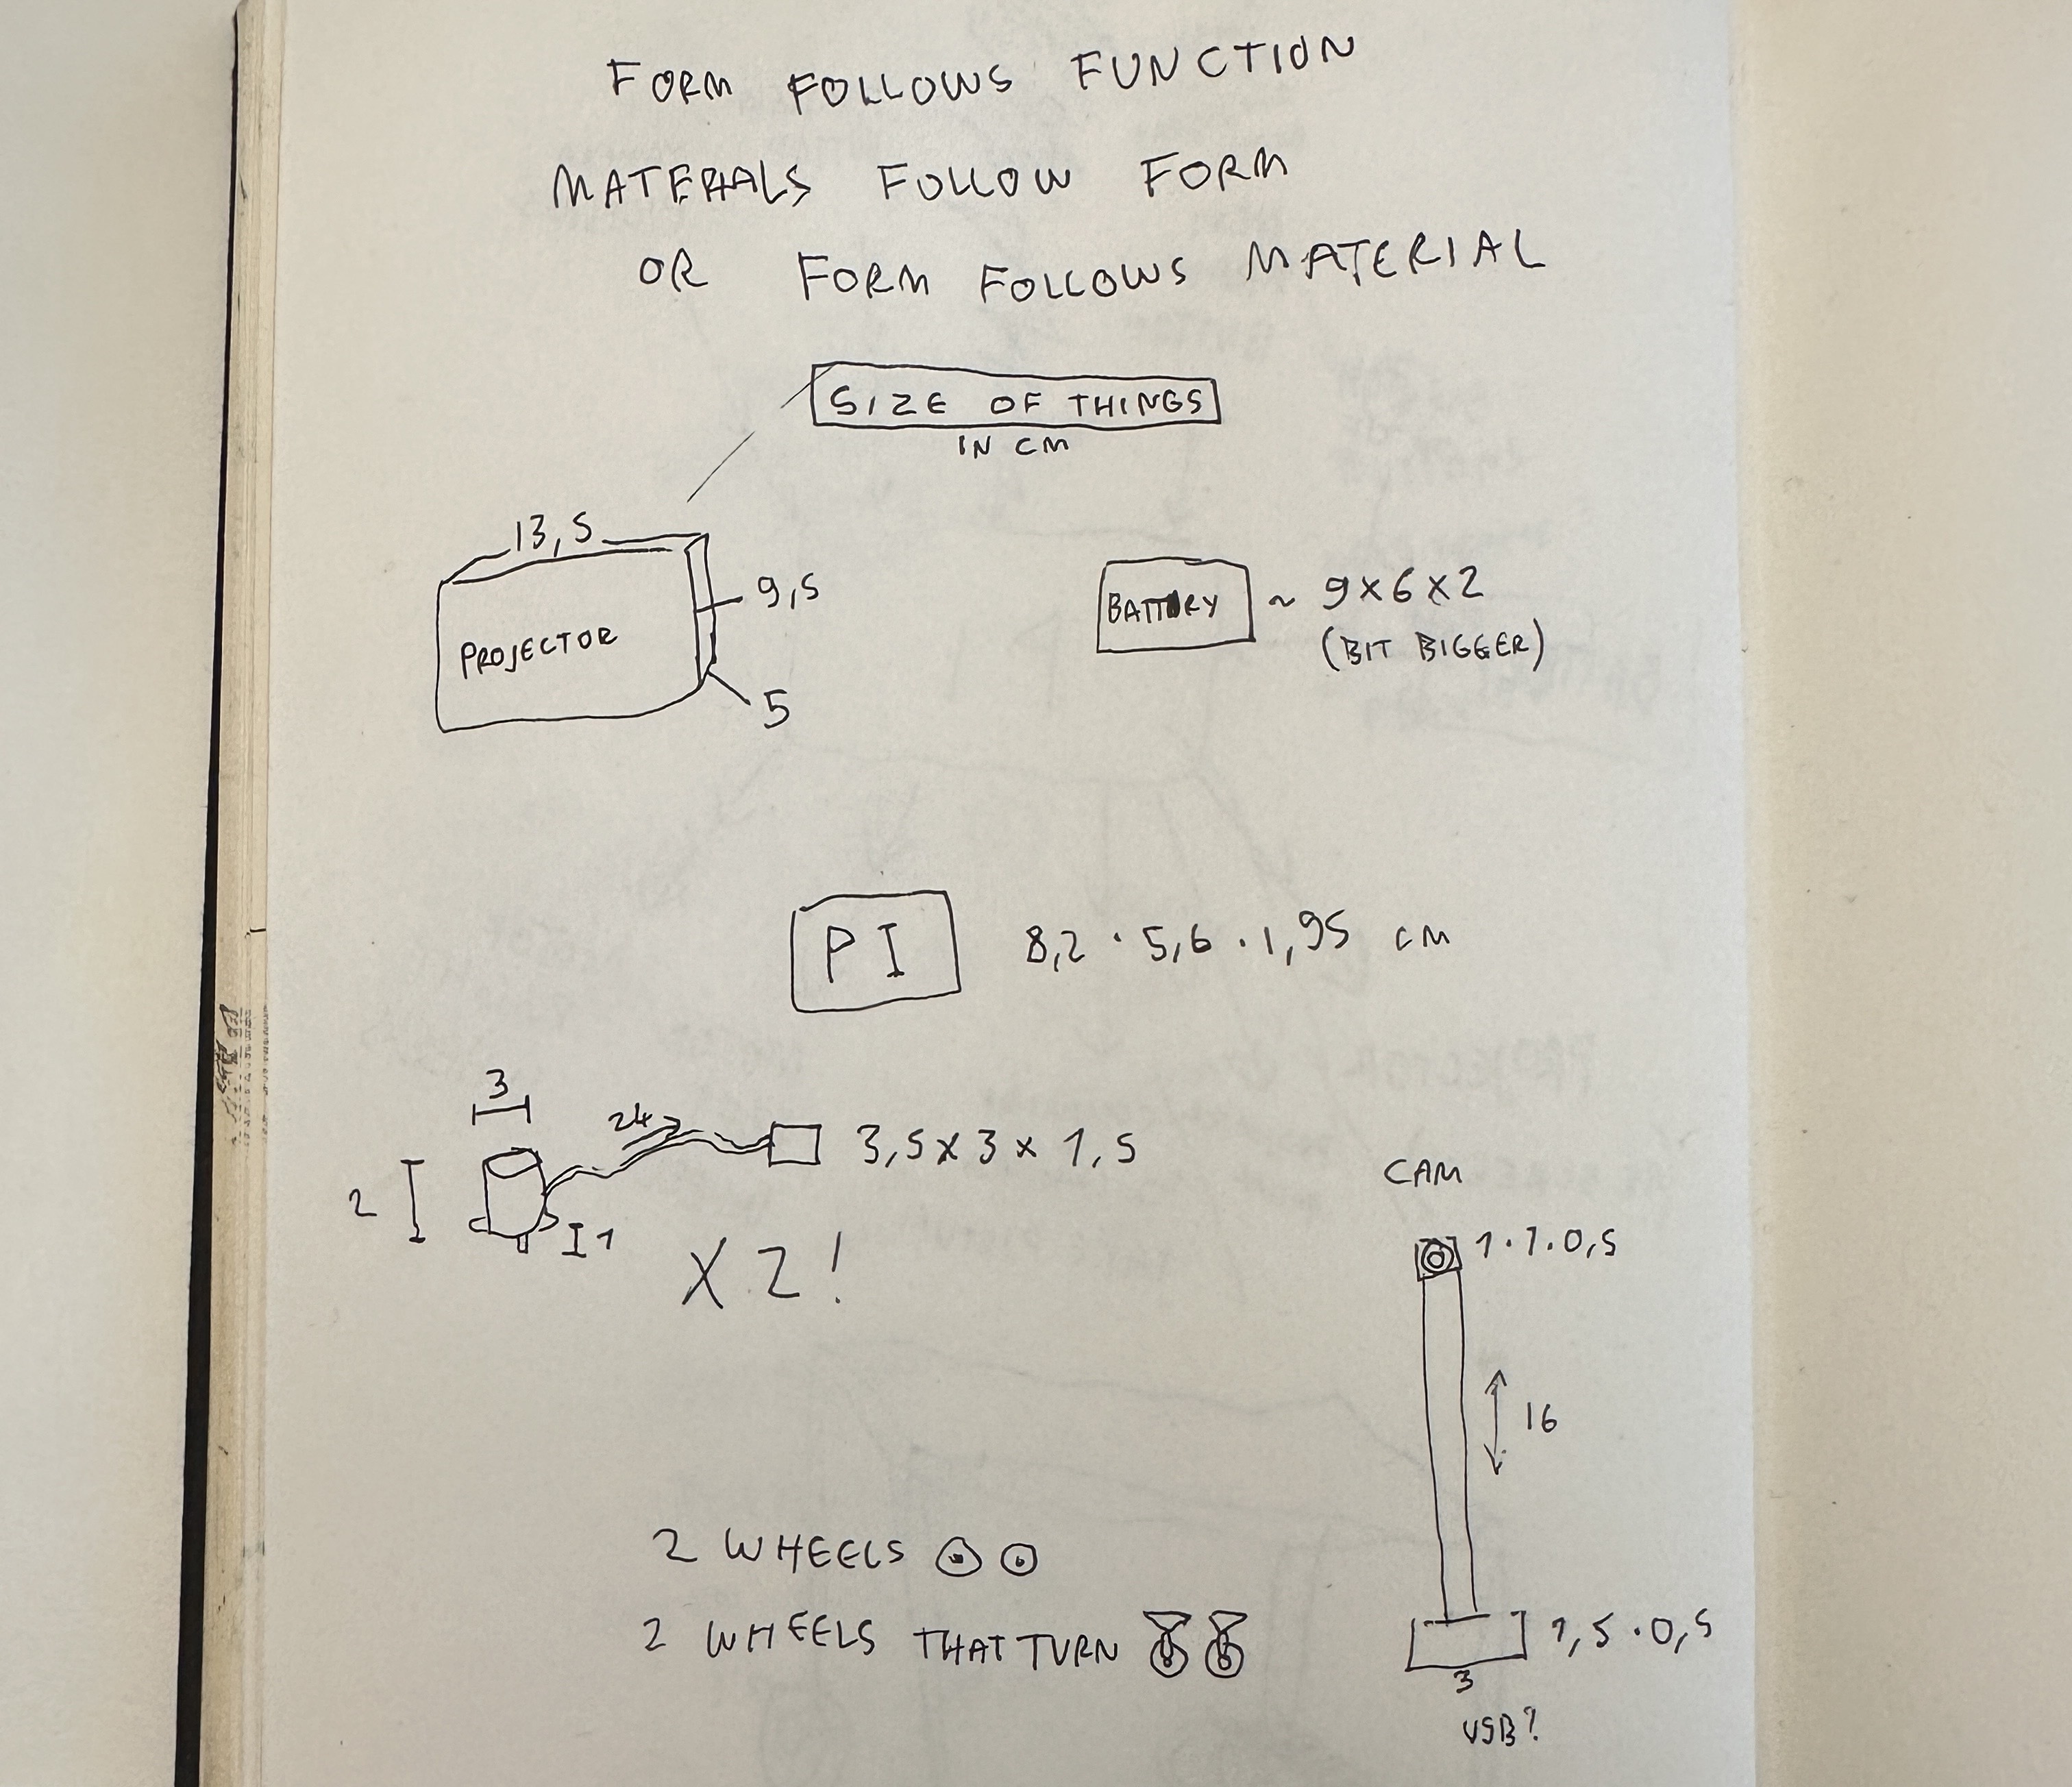 FORM FOLLOWS FUNCTION
MATERIALS FOLLOW FORM
OR FORM FOLLOWS MATERIAL
SIZE OF THINGS
IN CM
13,5
9,5
PROJECTOR
5
BATTERY ~ 9x6x2
(BIT BIGGER)
PI 8,2 · 5,6 · 1,95 CM
3
24
3,5 x 3 x 1,5
2
1
X 2!
CAM
1 · 1 · 0,5
16
2 WHEELS
2 WHEELS THAT TURN
1,5 · 0,5
3
USB?